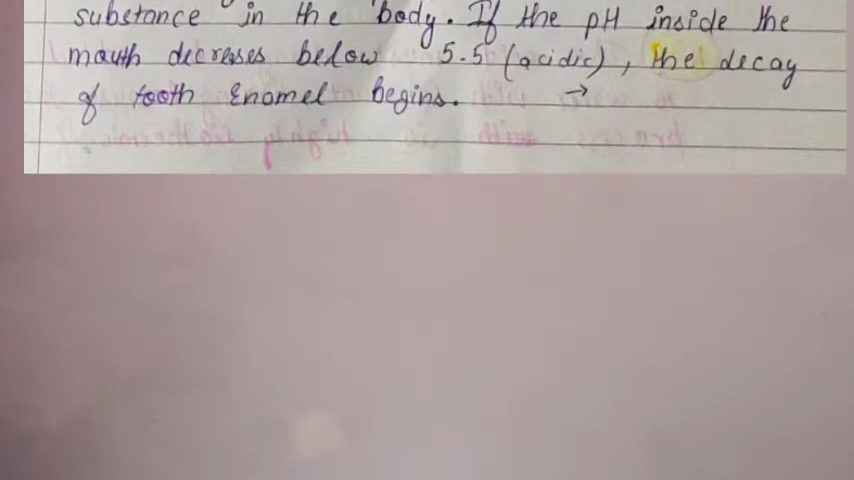 substance in the body. If the pH inside the
mouth decreases below 5.5 (acidic), the decay
of tooth Enamel begins. →